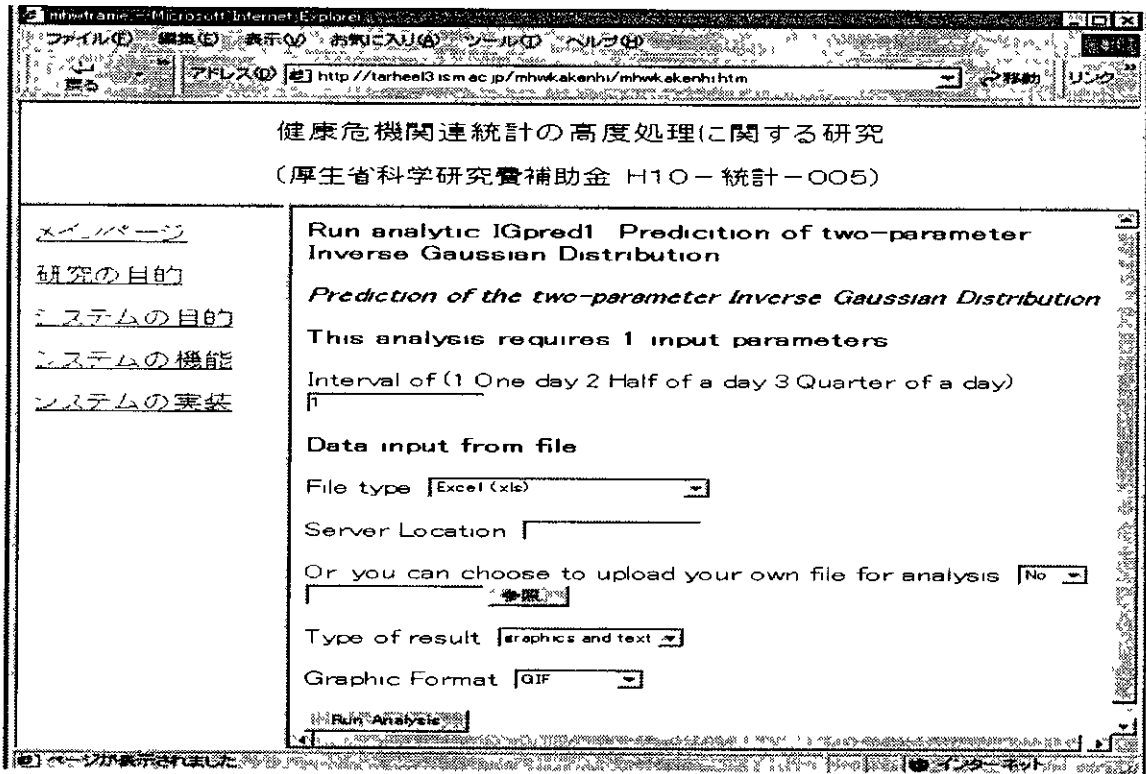 mhwframe - Microsoft Internet Explorer
ファイル(F) 編集(E) 表示(V) お気に入り(A) ツール(T) ヘルプ(H)
戻る
アドレス(D) http://tarheel3.ism.ac.jp/mhwkakenhi/mhwkakenhi.htm 移動 リンク
健康危機関連統計の高度処理に関する研究
(厚生省科学研究費補助金 H10-統計-005)
メインページ
研究の目的
システムの目的
システムの機能
システムの実装
Run analytic IGpred1 Predicition of two-parameter
Inverse Gaussian Distribution
Prediction of the two-parameter Inverse Gaussian Distribution
This analysis requires 1 input parameters
Interval of (1 One day 2 Half of a day 3 Quarter of a day)
1
Data input from file
File type Excel (xls)
Server Location
Or you can choose to upload your own file for analysis No
参照
Type of result graphics and text
Graphic Format GIF
Run Analysis
ページが表示されました インターネット